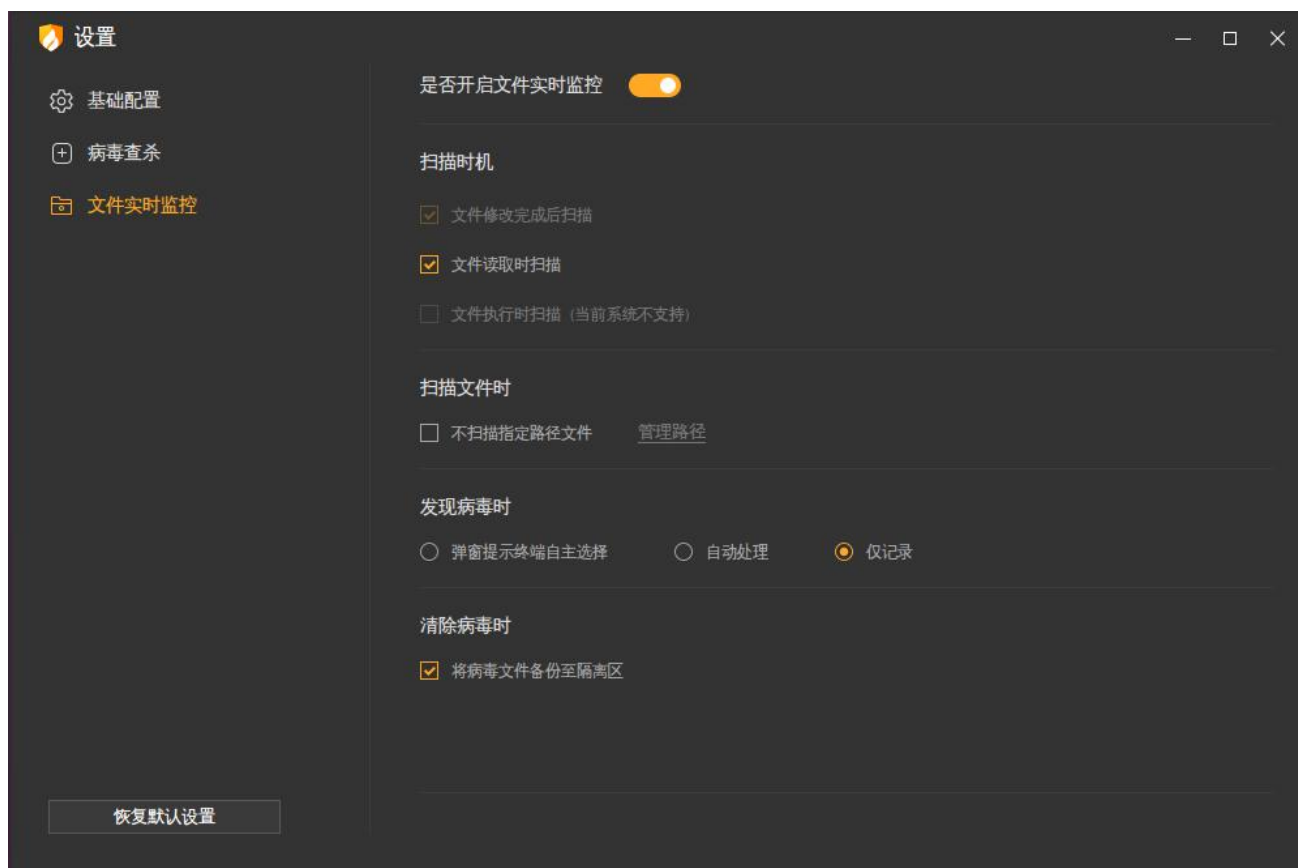 设置
基础配置
病毒查杀
文件实时监控
恢复默认设置
是否开启文件实时监控
扫描时机
文件修改完成后扫描
文件读取时扫描
文件执行时扫描（当前系统不支持）
扫描文件时
不扫描指定路径文件 管理路径
发现病毒时
弹窗提示终端自主选择 自动处理 仅记录
清除病毒时
将病毒文件备份至隔离区